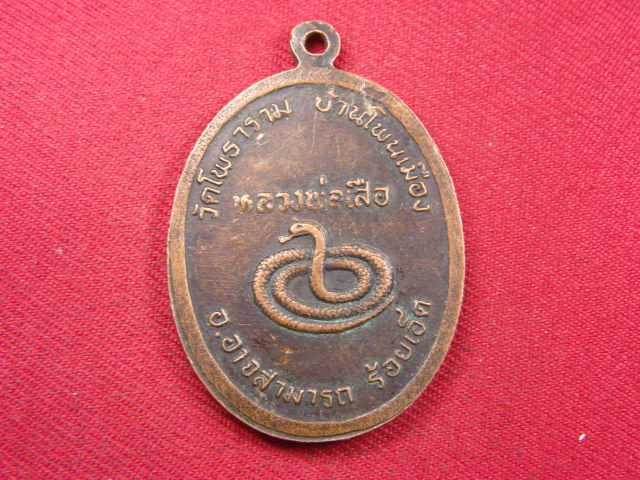 วัดโพธาราม บ้านโพนเมือง
หลวงพ่อเสือ
อ.อาจสามารถ ร้อยเอ็ด